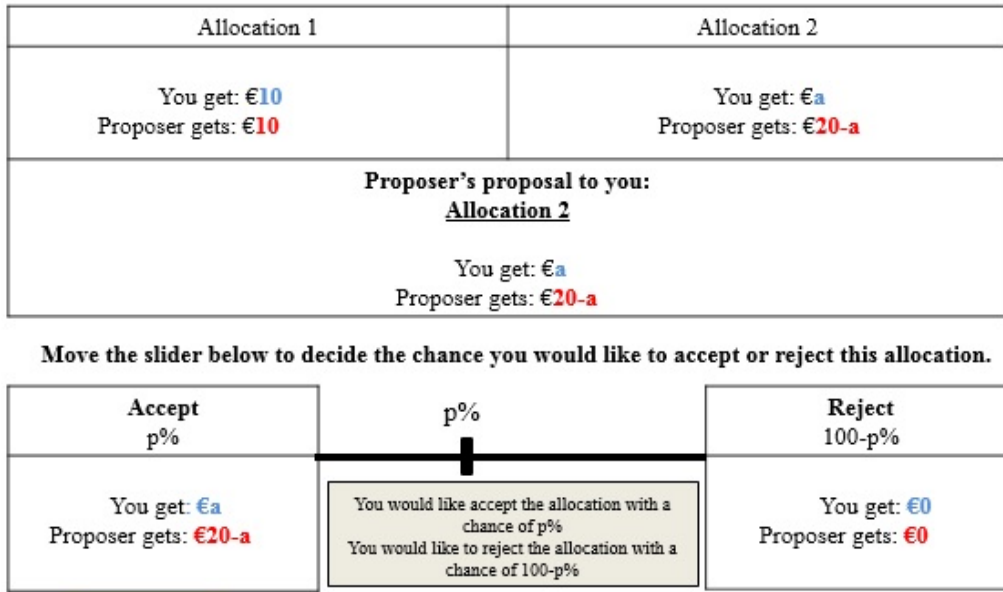 Allocation 1
Allocation 2
You get: €10
Proposer gets: €10
You get: €a
Proposer gets: €20-a
Proposer's proposal to you:
Allocation 2
You get: €a
Proposer gets: €20-a
Move the slider below to decide the chance you would like to accept or reject this allocation.
Accept
p%
p%
Reject
100-p%
You get: €a
Proposer gets: €20-a
You would like accept the allocation with a
chance of p%
You would like to reject the allocation with a
chance of 100-p%
You get: €0
Proposer gets: €0